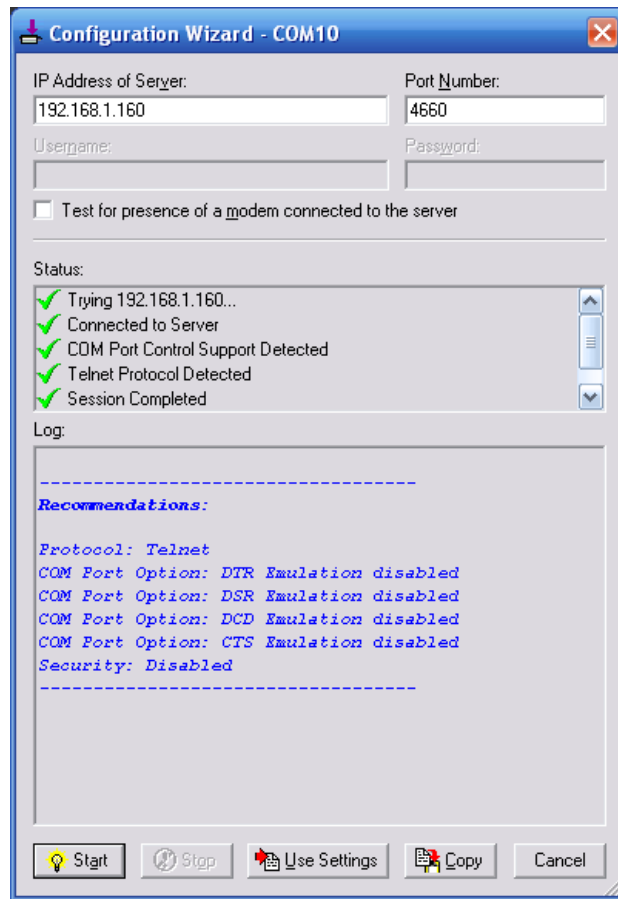 Configuration Wizard - COM10
IP Address of Server: Port Number:
192.168.1.160 4660
Username: Password:
Test for presence of a modem connected to the server
Status:
Trying 192.168.1.160...
Connected to Server
COM Port Control Support Detected
Telnet Protocol Detected
Session Completed
Log:
-----------------------------------
Recommendations:
Protocol: Telnet
COM Port Option: DTR Emulation disabled
COM Port Option: DSR Emulation disabled
COM Port Option: DCD Emulation disabled
COM Port Option: CTS Emulation disabled
Security: Disabled
-----------------------------------
Start Stop Use Settings Copy Cancel